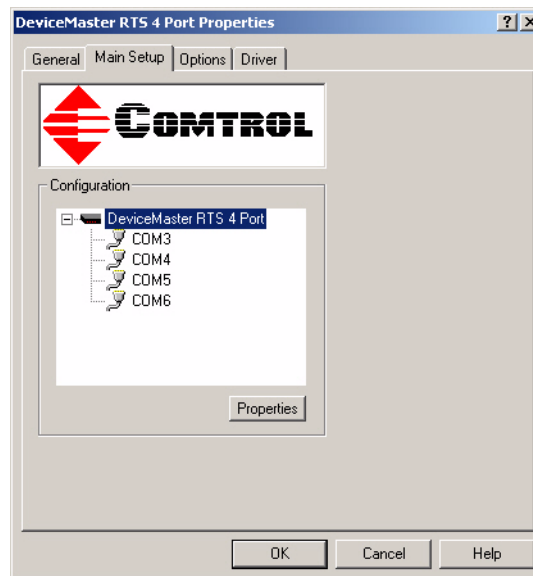 DeviceMaster RTS 4 Port Properties
General Main Setup Options Driver
COMTROL
Configuration
DeviceMaster RTS 4 Port
COM3
COM4
COM5
COM6
Properties
OK Cancel Help